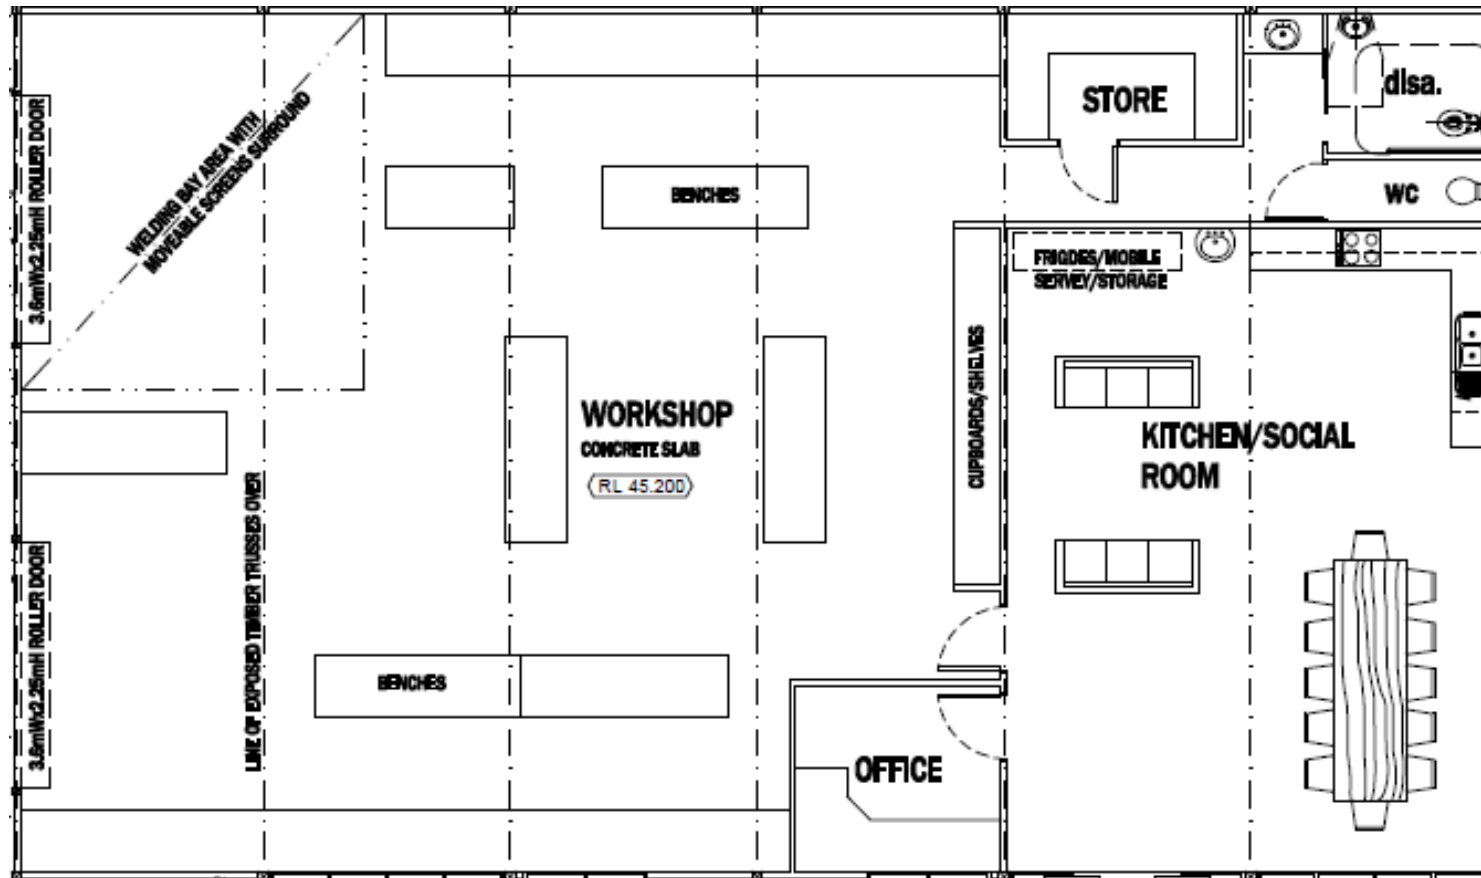 3.6mWx2.25mH ROLLER DOOR
WELDING BAY AREA WITH
MOVEABLE SCREENS SURROUND
BENCHES
STORE
disa.
WC
FRIGDES/MOBILE
SERVEY/STORAGE
CUPBOARDS/SHELVES
WORKSHOP
CONCRETE SLAB
RL 45.200
KITCHEN/SOCIAL
ROOM
3.6mWx2.25mH ROLLER DOOR
LINE OF EXPOSED TIMBER TRUSSES OVER
BENCHES
OFFICE